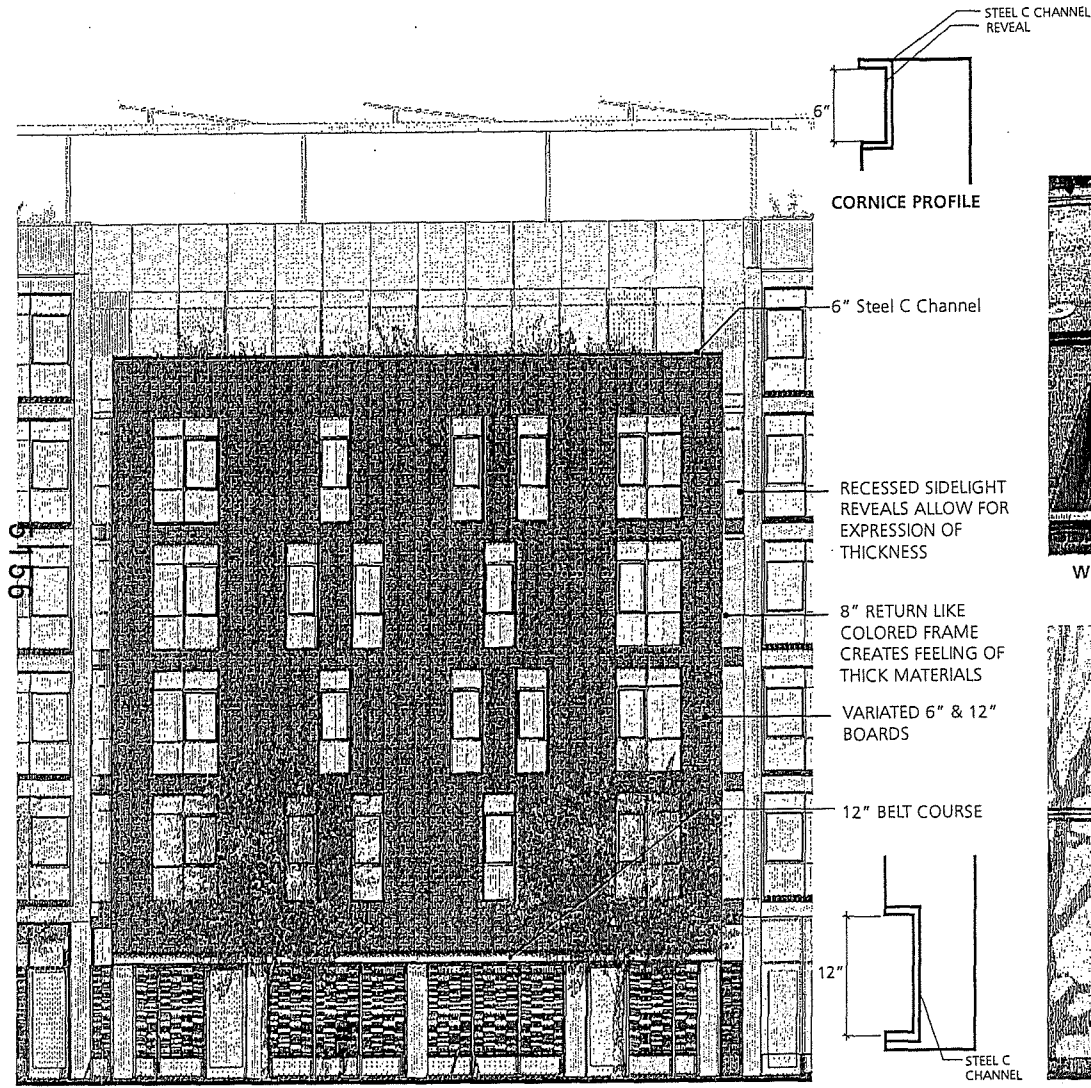 STEEL C CHANNEL
REVEAL
6"
CORNICE PROFILE
6" Steel C Channel
RECESSED SIDELIGHT
REVEALS ALLOW FOR
EXPRESSION OF
THICKNESS
W
8" RETURN LIKE
COLORED FRAME
CREATES FEELING OF
THICK MATERIALS
VARIATED 6" & 12"
BOARDS
12" BELT COURSE
12"
STEEL C
CHANNEL